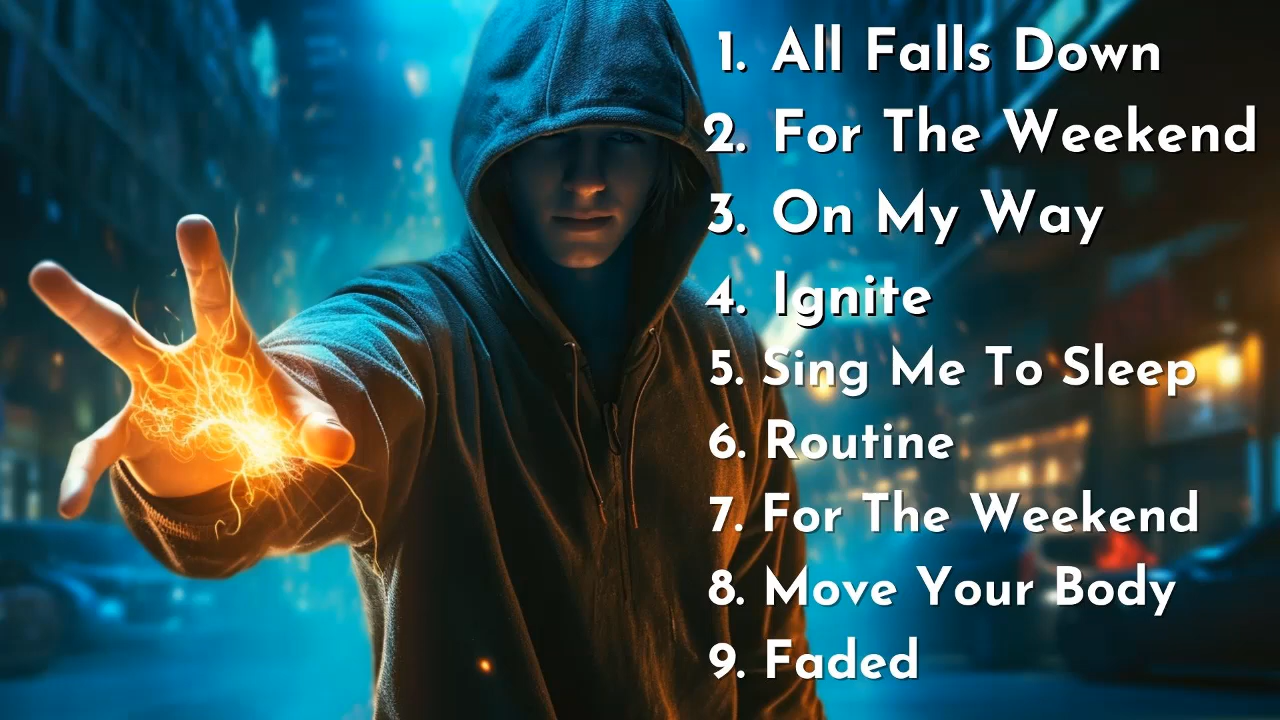 1. All Falls Down
2. For The Weekend
3. On My Way
4. Ignite
5. Sing Me To Sleep
6. Routine
7. For The Weekend
8. Move Your Body
9. Faded